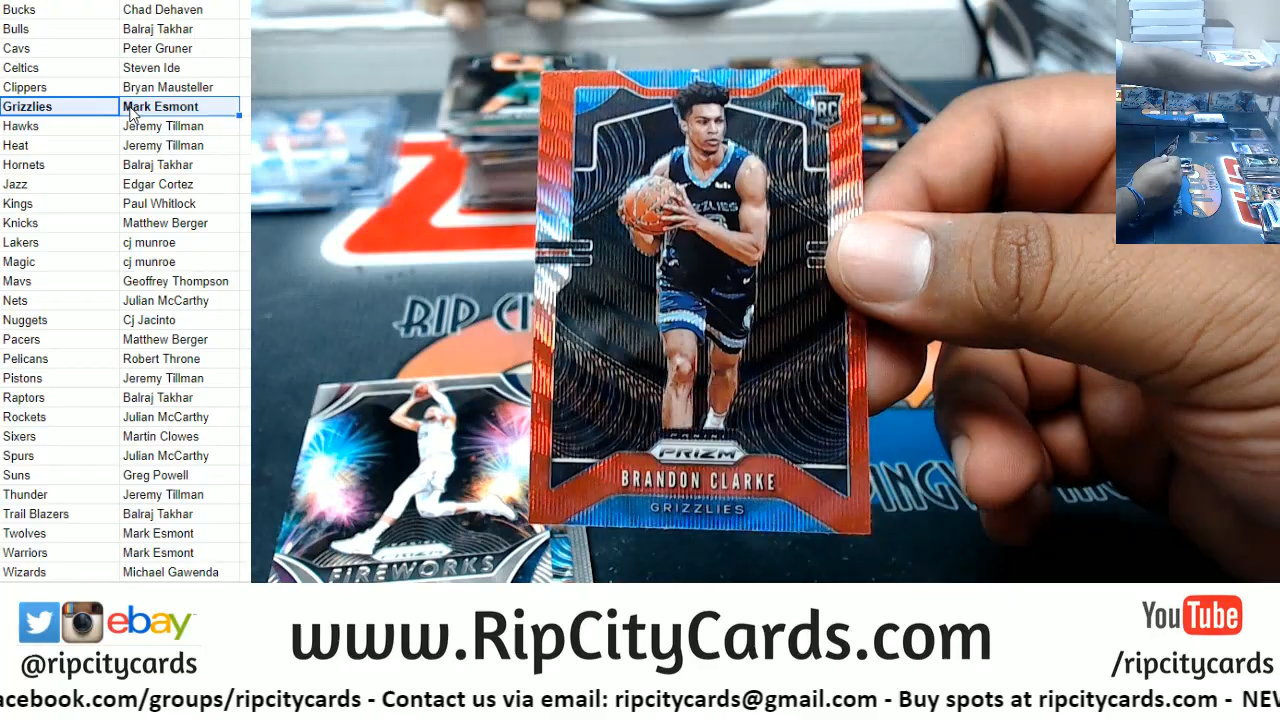 Bucks Chad Dehaven
Bulls Balraj Takhar
Cavs Peter Gruner
Celtics Steven Ide
Clippers Bryan Mausteller
Grizzlies Mark Esmont
Hawks Jeremy Tillman
Heat Jeremy Tillman
Hornets Balraj Takhar
Jazz Edgar Cortez
Kings Paul Whitlock
Knicks Matthew Berger
Lakers cj munroe
Magic cj munroe
Mavs Geoffrey Thompson
Nets Julian McCarthy
Nuggets Cj Jacinto
Pacers Matthew Berger
Pelicans Robert Throne
Pistons Jeremy Tillman
Raptors Balraj Takhar
Rockets Julian McCarthy
Sixers Martin Clowes
Spurs Julian McCarthy
Suns Greg Powell
Thunder Jeremy Tillman
Trail Blazers Balraj Takhar
Twolves Mark Esmont
Warriors Mark Esmont
Wizards Michael Gawenda
RC
PANINI
PRIZM
BRANDON CLARKE
GRIZZLIES
RIP CI
PRIZM
FIREWORKS
ebay
@ripcitycards
www.RipCityCards.com
YouTube
/ripcitycards
acebook.com/groups/ripcitycards - Contact us via email: ripcitycards@gmail.com - Buy spots at ripcitycards.com - NEV